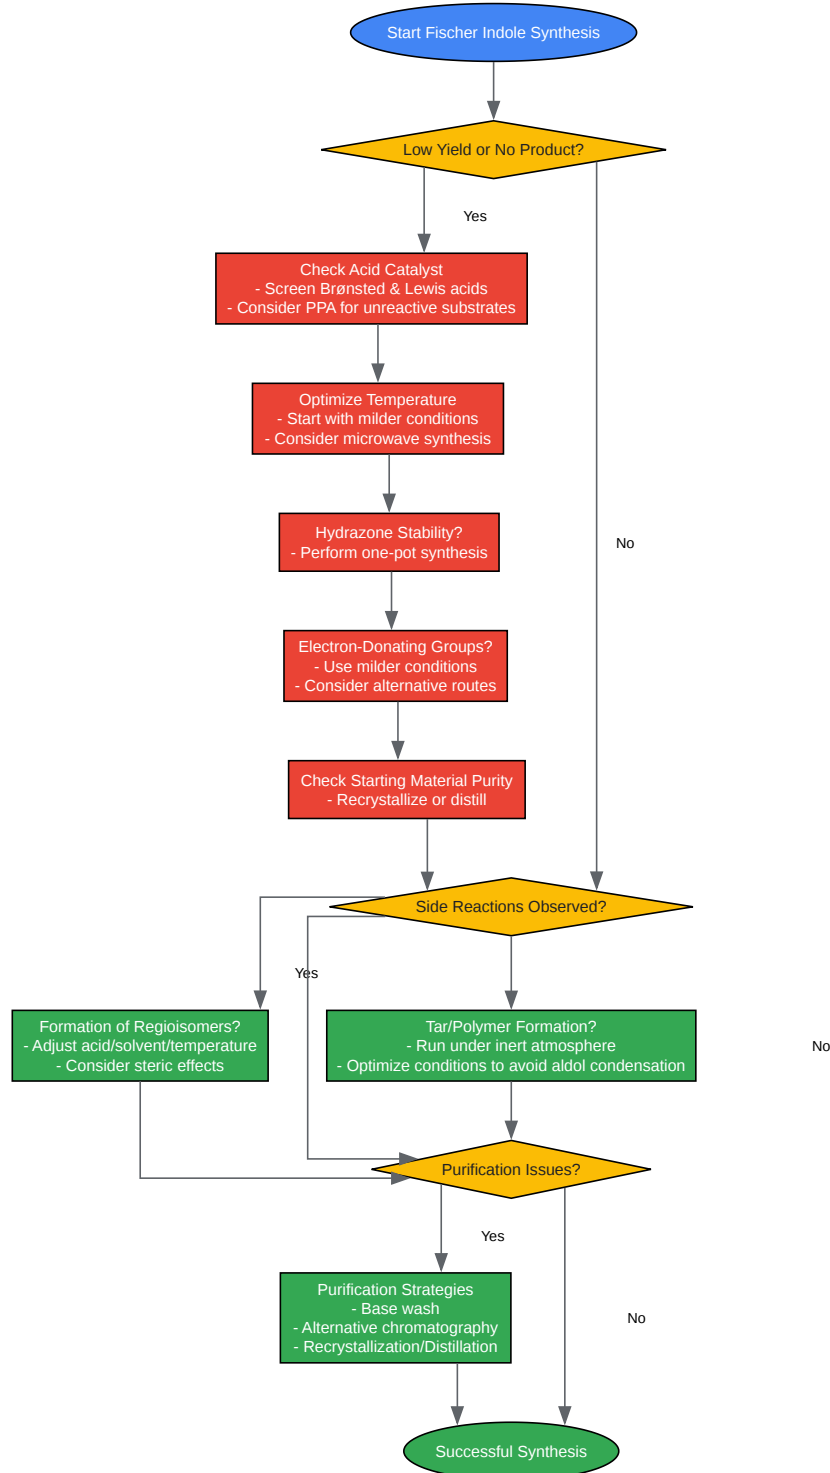 Start Fischer Indole Synthesis
Low Yield or No Product?
Yes
Check Acid Catalyst
- Screen Brønsted & Lewis acids
- Consider PPA for unreactive substrates
Optimize Temperature
- Start with milder conditions
- Consider microwave synthesis
Hydrazone Stability?
- Perform one-pot synthesis
No
Electron-Donating Groups?
- Use milder conditions
- Consider alternative routes
Check Starting Material Purity
- Recrystallize or distill
Side Reactions Observed?
Yes
Formation of Regioisomers?
- Adjust acid/solvent/temperature
- Consider steric effects
Tar/Polymer Formation?
- Run under inert atmosphere
- Optimize conditions to avoid aldol condensation
No
Purification Issues?
Yes
Purification Strategies
- Base wash
- Alternative chromatography
- Recrystallization/Distillation
No
Successful Synthesis